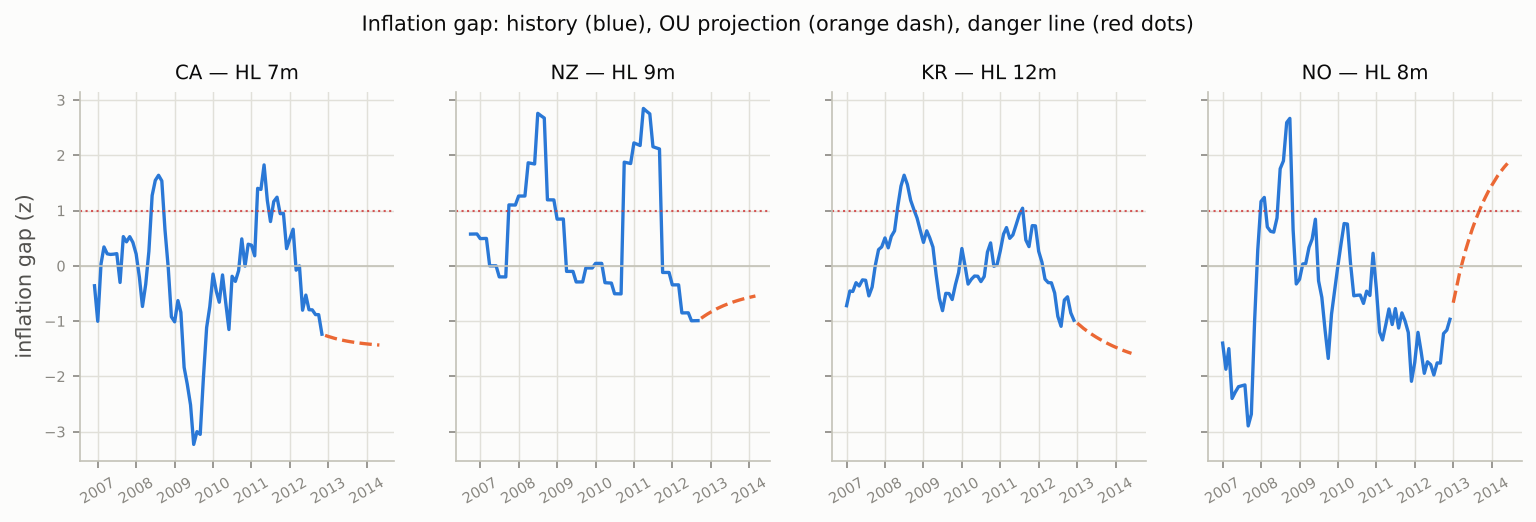 Inflation gap: history (blue), OU projection (orange dash), danger line (red dots)
CA — HL 7m
NZ — HL 9m
KR — HL 12m
NO — HL 8m
inflation gap (z)
3
2
1
0
−1
−2
−3
2007 2008 2009 2010 2011 2012 2013 2014
2007 2008 2009 2010 2011 2012 2013 2014
2007 2008 2009 2010 2011 2012 2013 2014
2007 2008 2009 2010 2011 2012 2013 2014